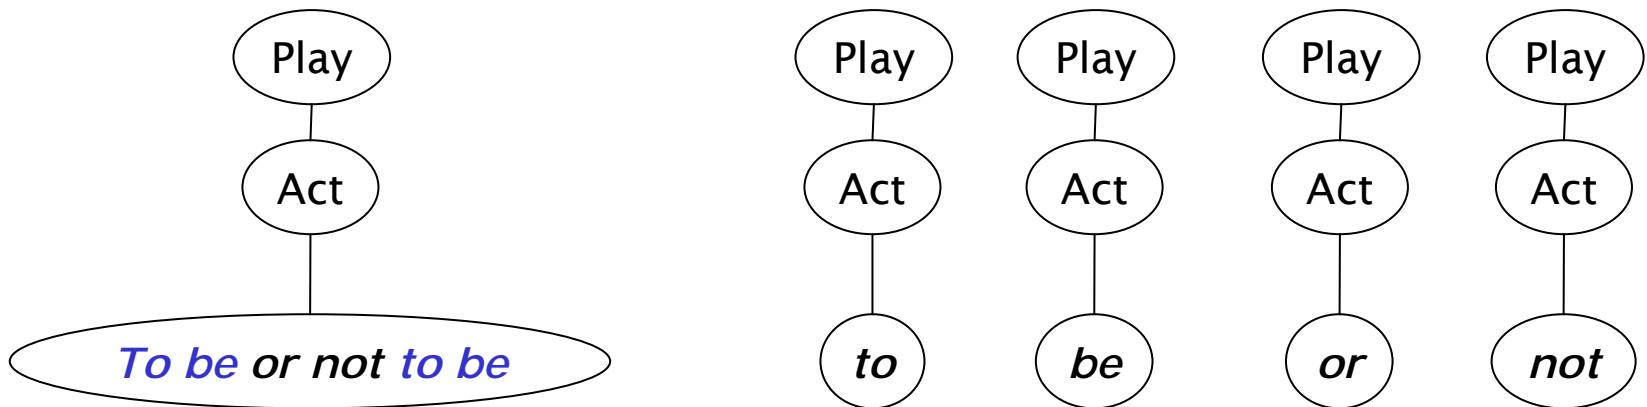 Play Play Play Play Play
Act Act Act Act Act
To be or not to be to be or not